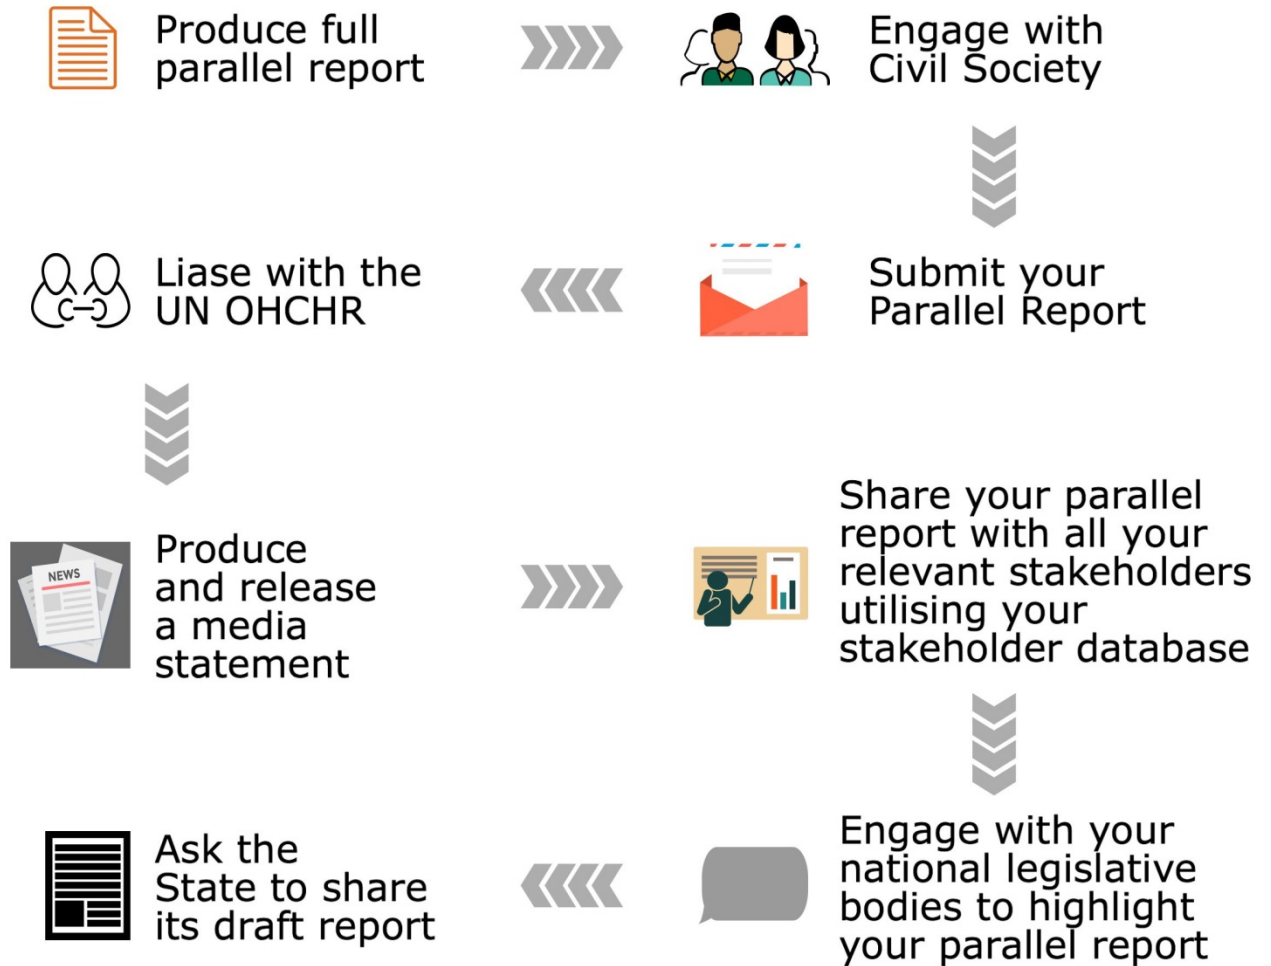 Produce full
parallel report
Engage with
Civil Society
Submit your
Parallel Report
Liase with the
UN OHCHR
NEWS
Produce
and release
a media
statement
Share your parallel
report with all your
relevant stakeholders
utilising your
stakeholder database
Engage with your
national legislative
bodies to highlight
your parallel report
Ask the
State to share
its draft report